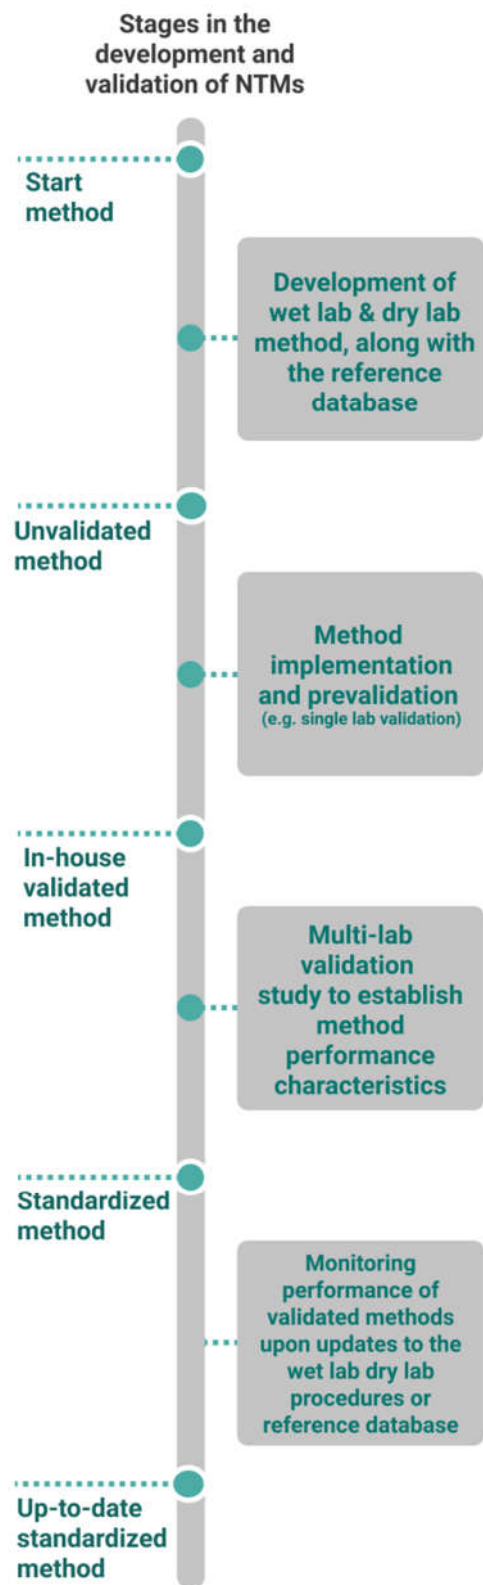 Stages in the
development and
validation of NTMs
Start
method
Development of
wet lab & dry lab
method, along with
the reference
database
Unvalidated
method
Method
implementation
and prevalidation
(e.g. single lab validation)
In-house
validated
method
Multi-lab
validation
study to establish
method
performance
characteristics
Standardized
method
Monitoring
performance of
validated methods
upon updates to the
wet lab dry lab
procedures or
reference database
Up-to-date
standardized
method